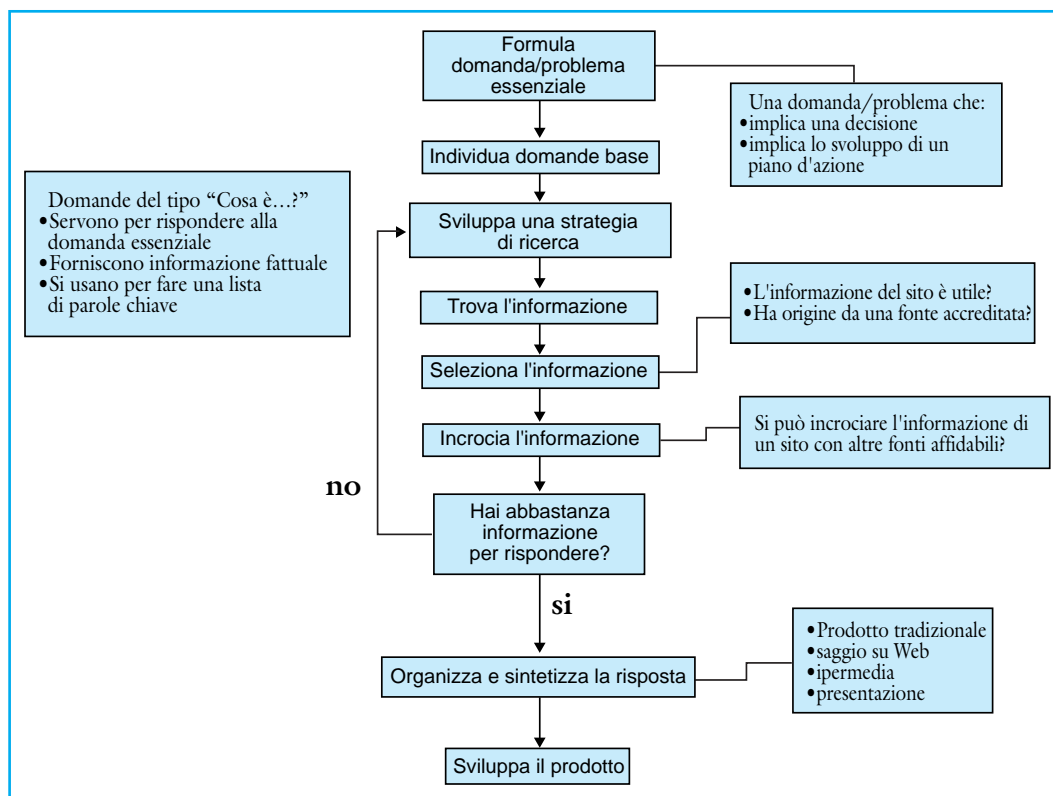 Formula
domanda/problema
essenziale
Una domanda/problema che:
•implica una decisione
•implica lo svoluppo di un
piano d'azione
Individua domande base
Domande del tipo “Cosa è…?”
•Servono per rispondere alla
domanda essenziale
•Forniscono informazione fattuale
•Si usano per fare una lista
di parole chiave
Sviluppa una strategia
di ricerca
Trova l'informazione
•L'informazione del sito è utile?
•Ha origine da una fonte accreditata?
Seleziona l'informazione
Incrocia l'informazione
Si può incrociare l'informazione di
un sito con altre fonti affidabili?
no
Hai abbastanza
informazione
per rispondere?
si
•Prodotto tradizionale
•saggio su Web
•ipermedia
•presentazione
Organizza e sintetizza la risposta
Sviluppa il prodotto